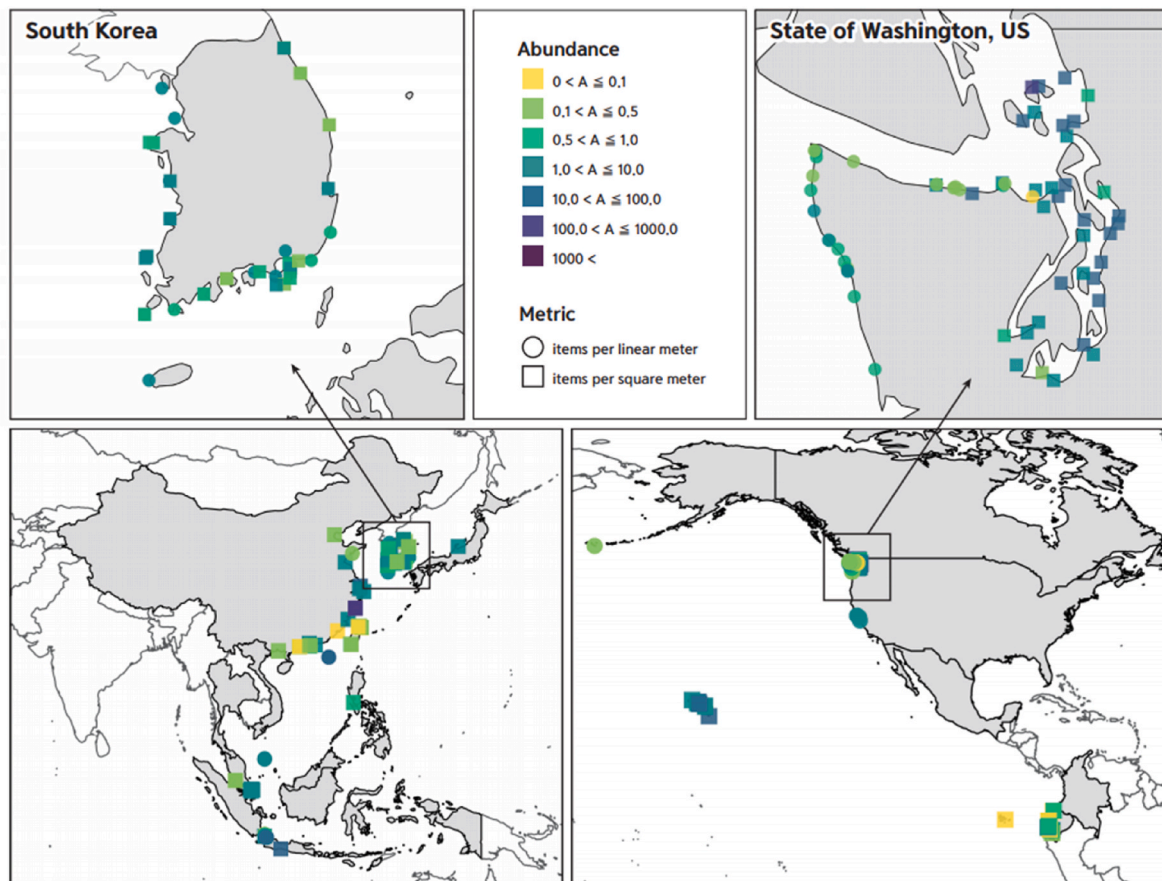 South Korea
Abundance
0 < A ≦ 0.1
0.1 < A ≦ 0.5
0.5 < A ≦ 1.0
1.0 < A ≦ 10.0
10.0 < A ≦ 100.0
100.0 < A ≦ 1000.0
1000 <
Metric
items per linear meter
items per square meter
State of Washington, US